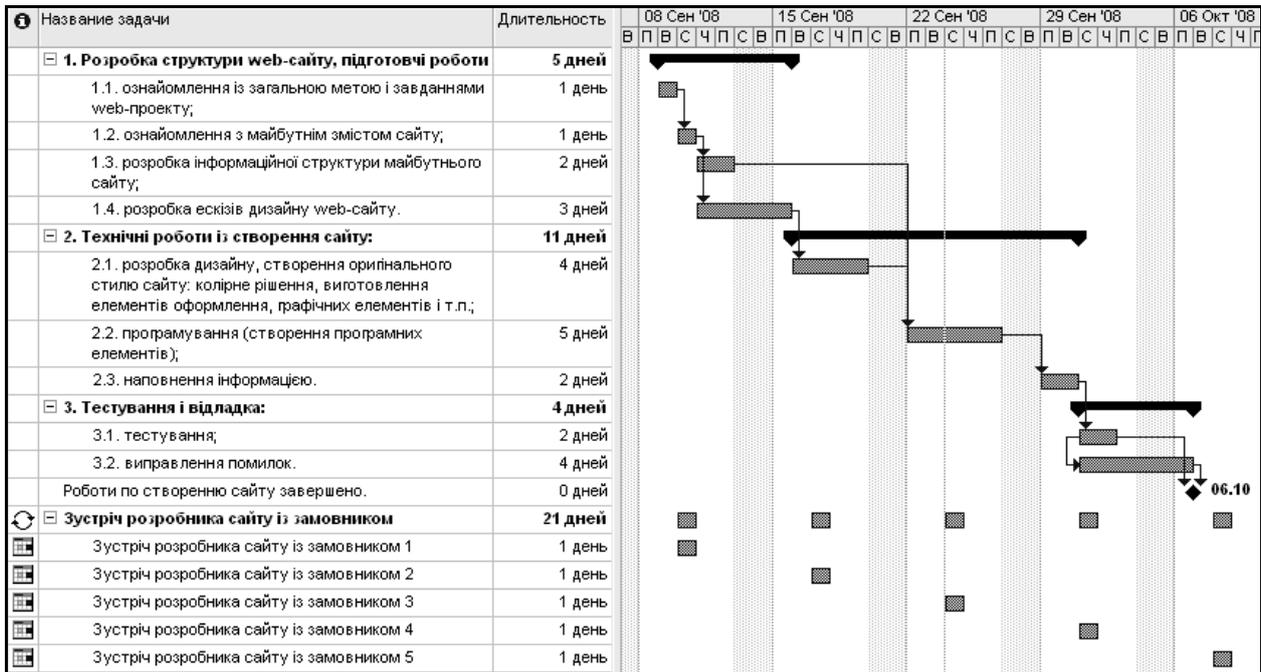 Название задачи Длительность 08 Сен '08 15 Сен '08 22 Сен '08 29 Сен '08 06 Окт '08
В П В С Ч П С В П В С Ч П С В П В С Ч П С В П В С Ч П С В П В С Ч П
1. Розробка структури web-сайту, підготовчі роботи 5 дней
1.1. ознайомлення із загальною метою і завданнями 1 день
web-проекту;
1.2. ознайомлення з майбутнім змістом сайту; 1 день
1.3. розробка інформаційної структури майбутнього 2 дней
сайту;
1.4. розробка ескізів дизайну web-сайту. 3 дней
2. Технічні роботи із створення сайту: 11 дней
2.1. розробка дизайну, створення оригінального 4 дней
стилю сайту: колірне рішення, виготовлення
елементів оформлення, графічних елементів і т.п.;
2.2. програмування (створення програмних 5 дней
елементів);
2.3. наповнення інформацією. 2 дней
3. Тестування і відладка: 4 дней
3.1. тестування; 2 дней
3.2. виправлення помилок. 4 дней
Роботи по створенню сайту завершено. 0 дней 06.10
Зустріч розробника сайту із замовником 21 дней
Зустріч розробника сайту із замовником 1 1 день
Зустріч розробника сайту із замовником 2 1 день
Зустріч розробника сайту із замовником 3 1 день
Зустріч розробника сайту із замовником 4 1 день
Зустріч розробника сайту із замовником 5 1 день